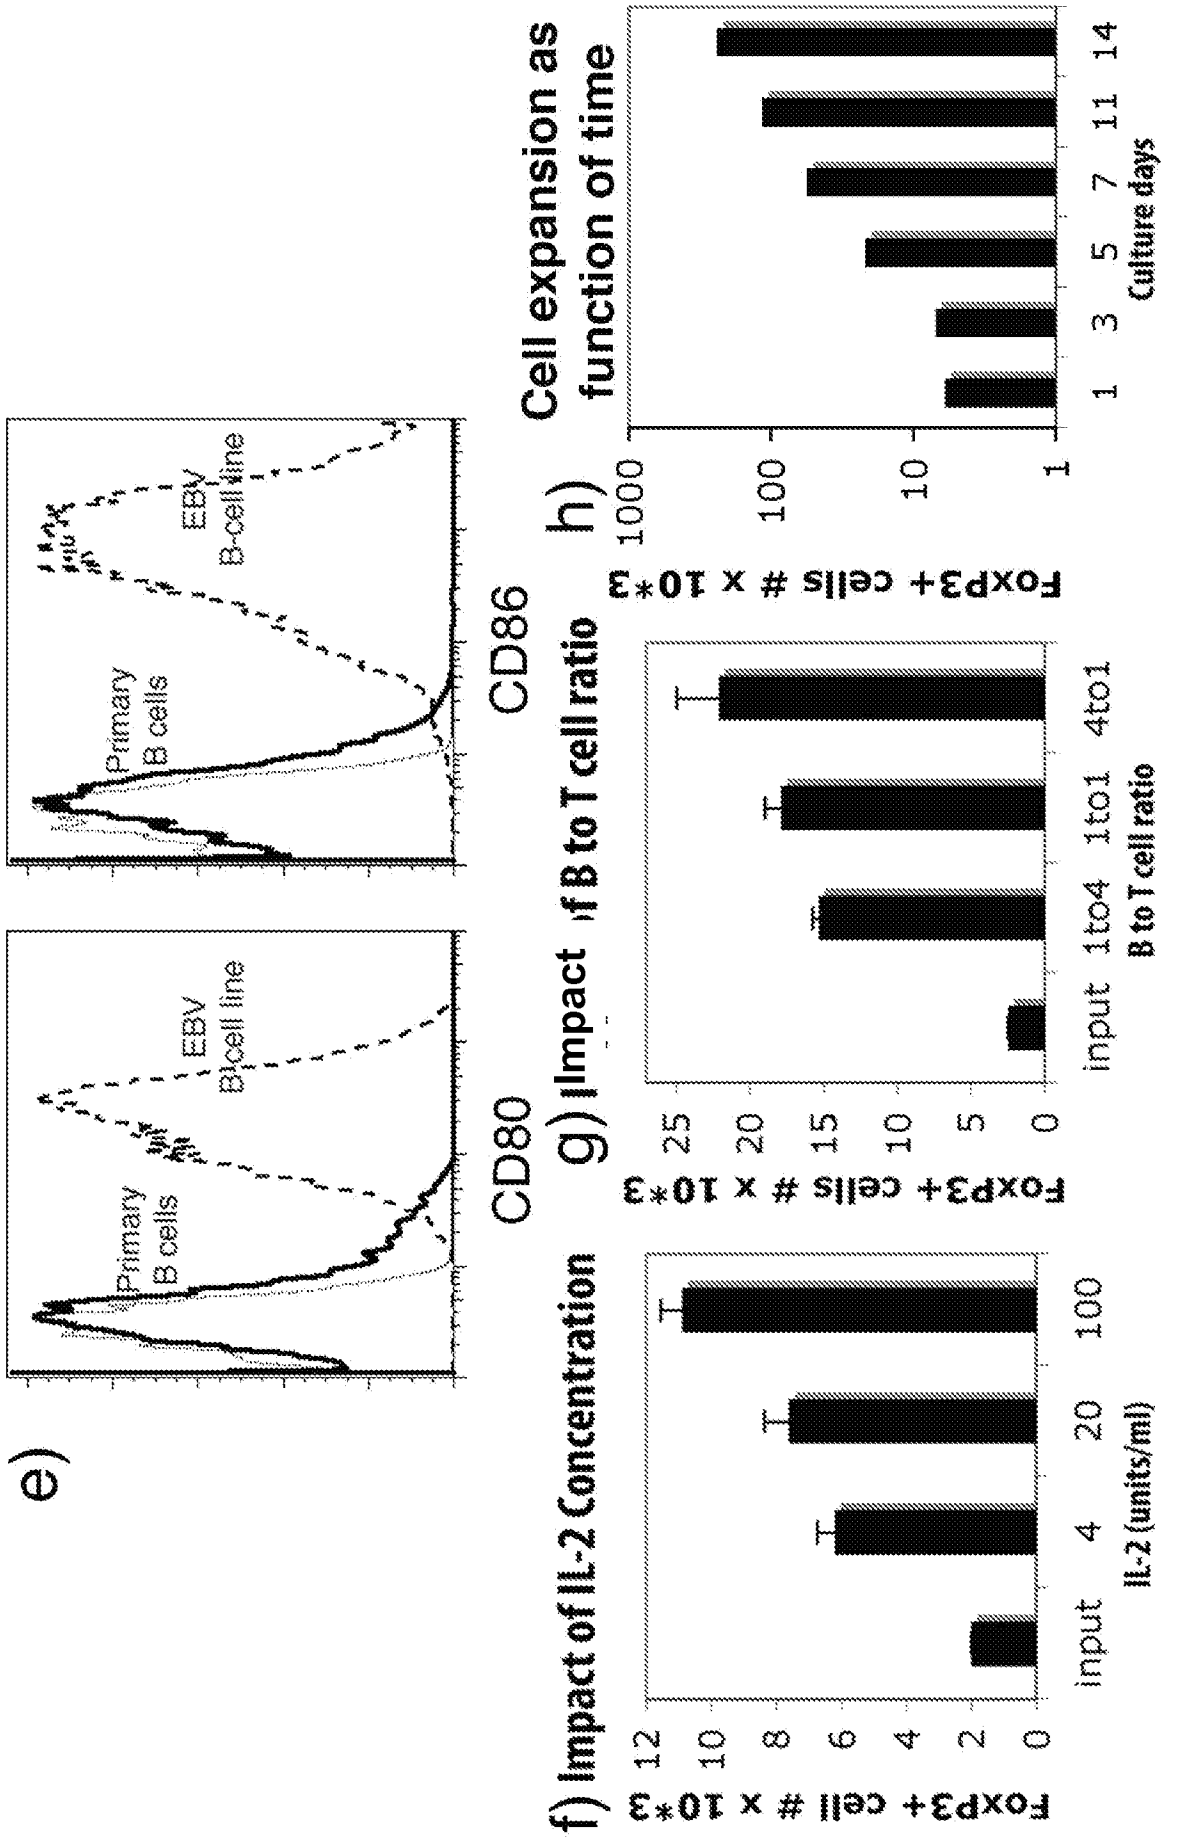 e)
Primary
B cells
EBV
B cell line
CD80
Primary
B cells
EBV
B-cell line
CD86
f) Impact of IL-2 Concentration
FoxP3+ cell # x 10*3
12
10
8
6
4
2
0
input 4 20 100
IL-2 (units/ml)
g) Impact of B to T cell ratio
FoxP3+ cells # x 10*3
25
20
15
10
5
0
input 1to4 1to1 4to1
B to T cell ratio
h) Cell expansion as
function of time
FoxP3+ cells # x 10*3
1000
100
10
1
1 3 5 7 11 14
Culture days